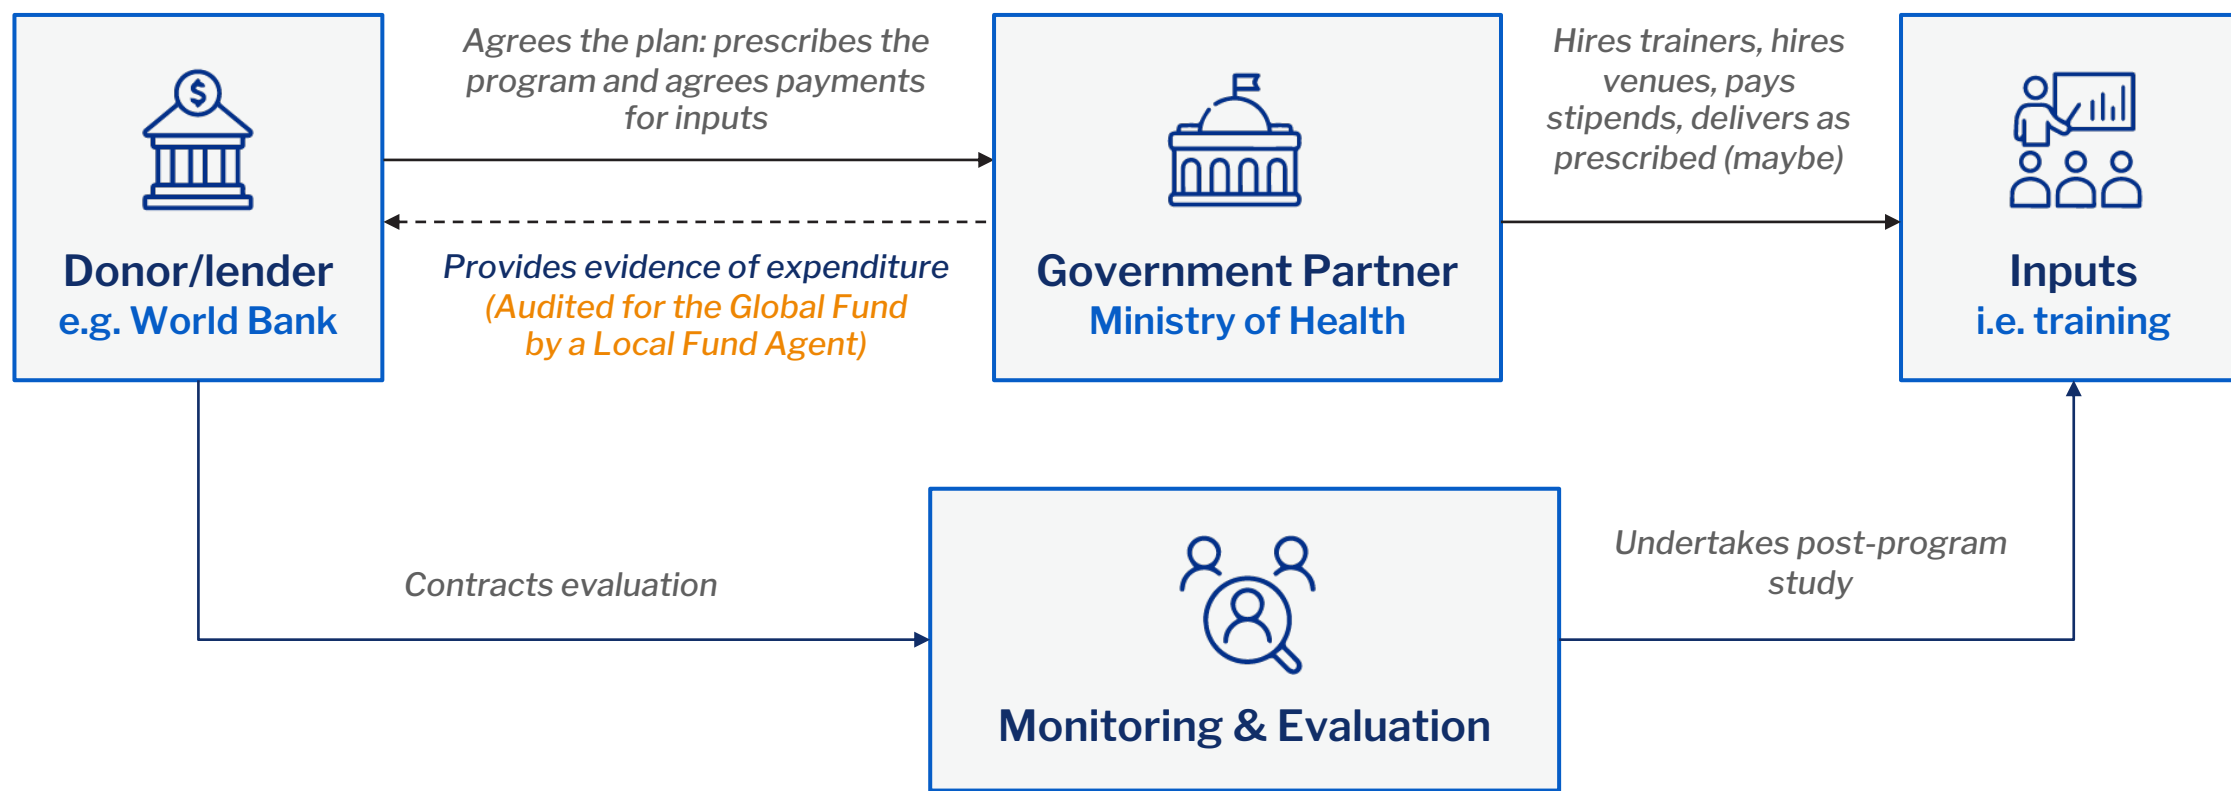 Agrees the plan: prescribes the
program and agrees payments
for inputs
Hires trainers, hires
venues, pays
stipends, delivers as
prescribed (maybe)
$
Donor/lender
e.g. World Bank
Provides evidence of expenditure
(Audited for the Global Fund
by a Local Fund Agent)
Government Partner
Ministry of Health
Inputs
i.e. training
Contracts evaluation
Undertakes post-program
study
Monitoring & Evaluation